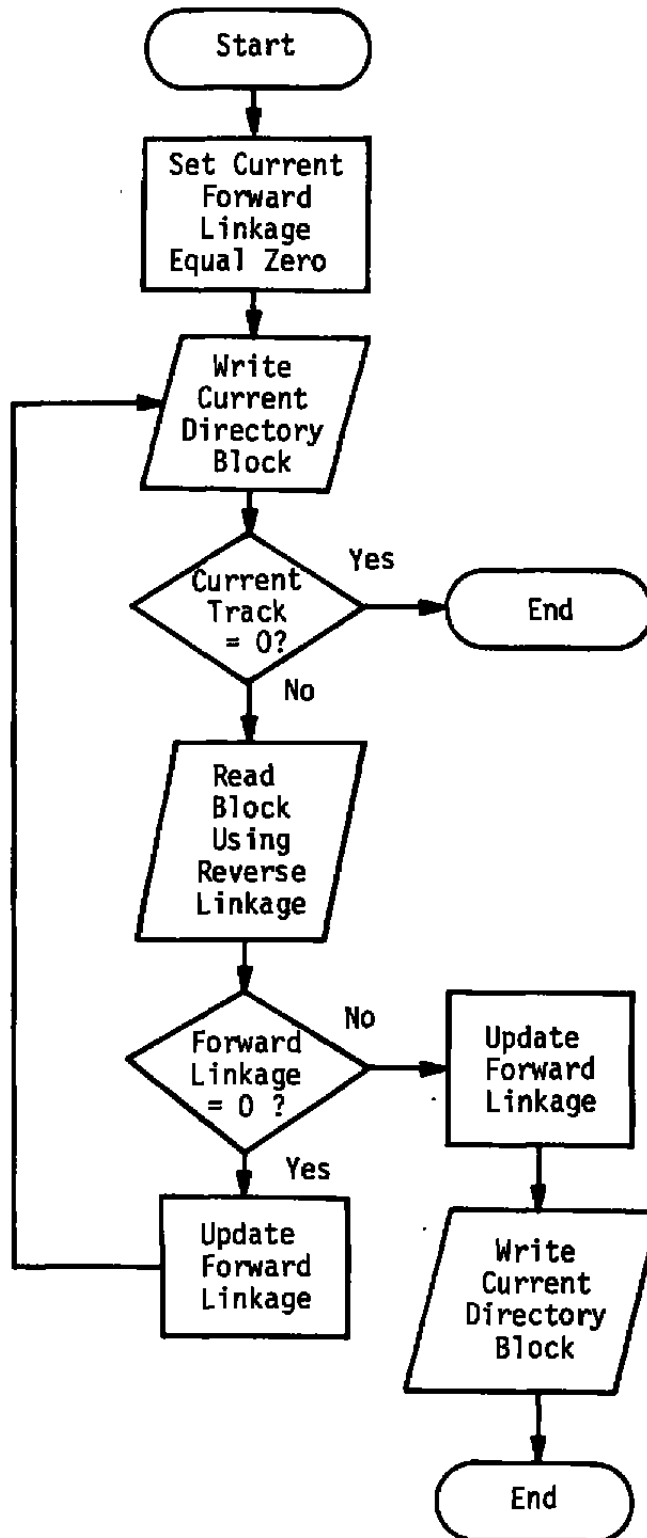 Start
Set Current
Forward
Linkage
Equal Zero
Write
Current
Directory
Block
Current
Track
= 0?
Yes
End
No
Read
Block
Using
Reverse
Linkage
Forward
Linkage
= 0 ?
No
Update
Forward
Linkage
Yes
Update
Forward
Linkage
Write
Current
Directory
Block
End